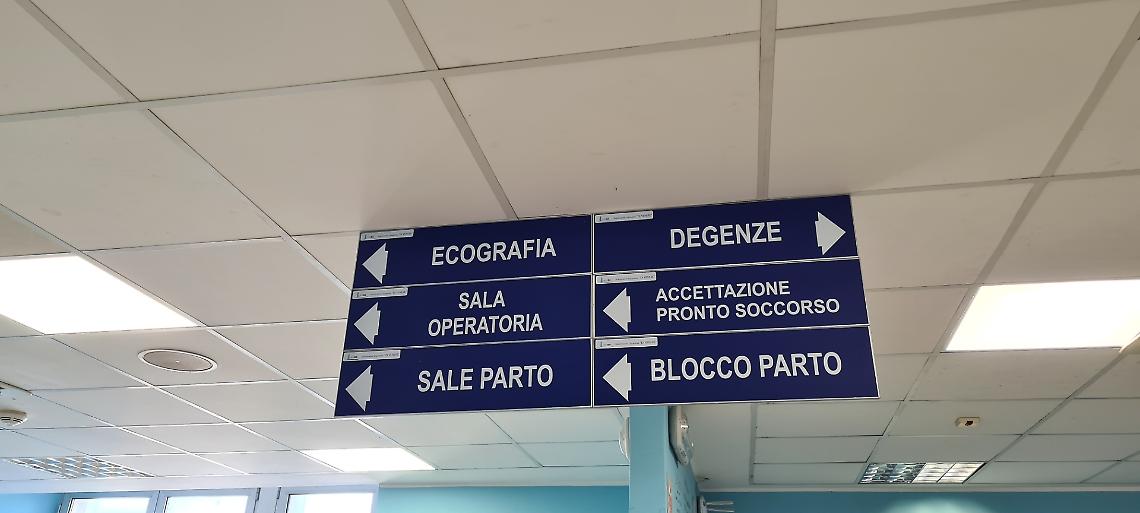 ECOGRAFIA
SALA
OPERATORIA
SALE PARTO
DEGENZE
ACCETTAZIONE
PRONTO SOCCORSO
BLOCCO PARTO